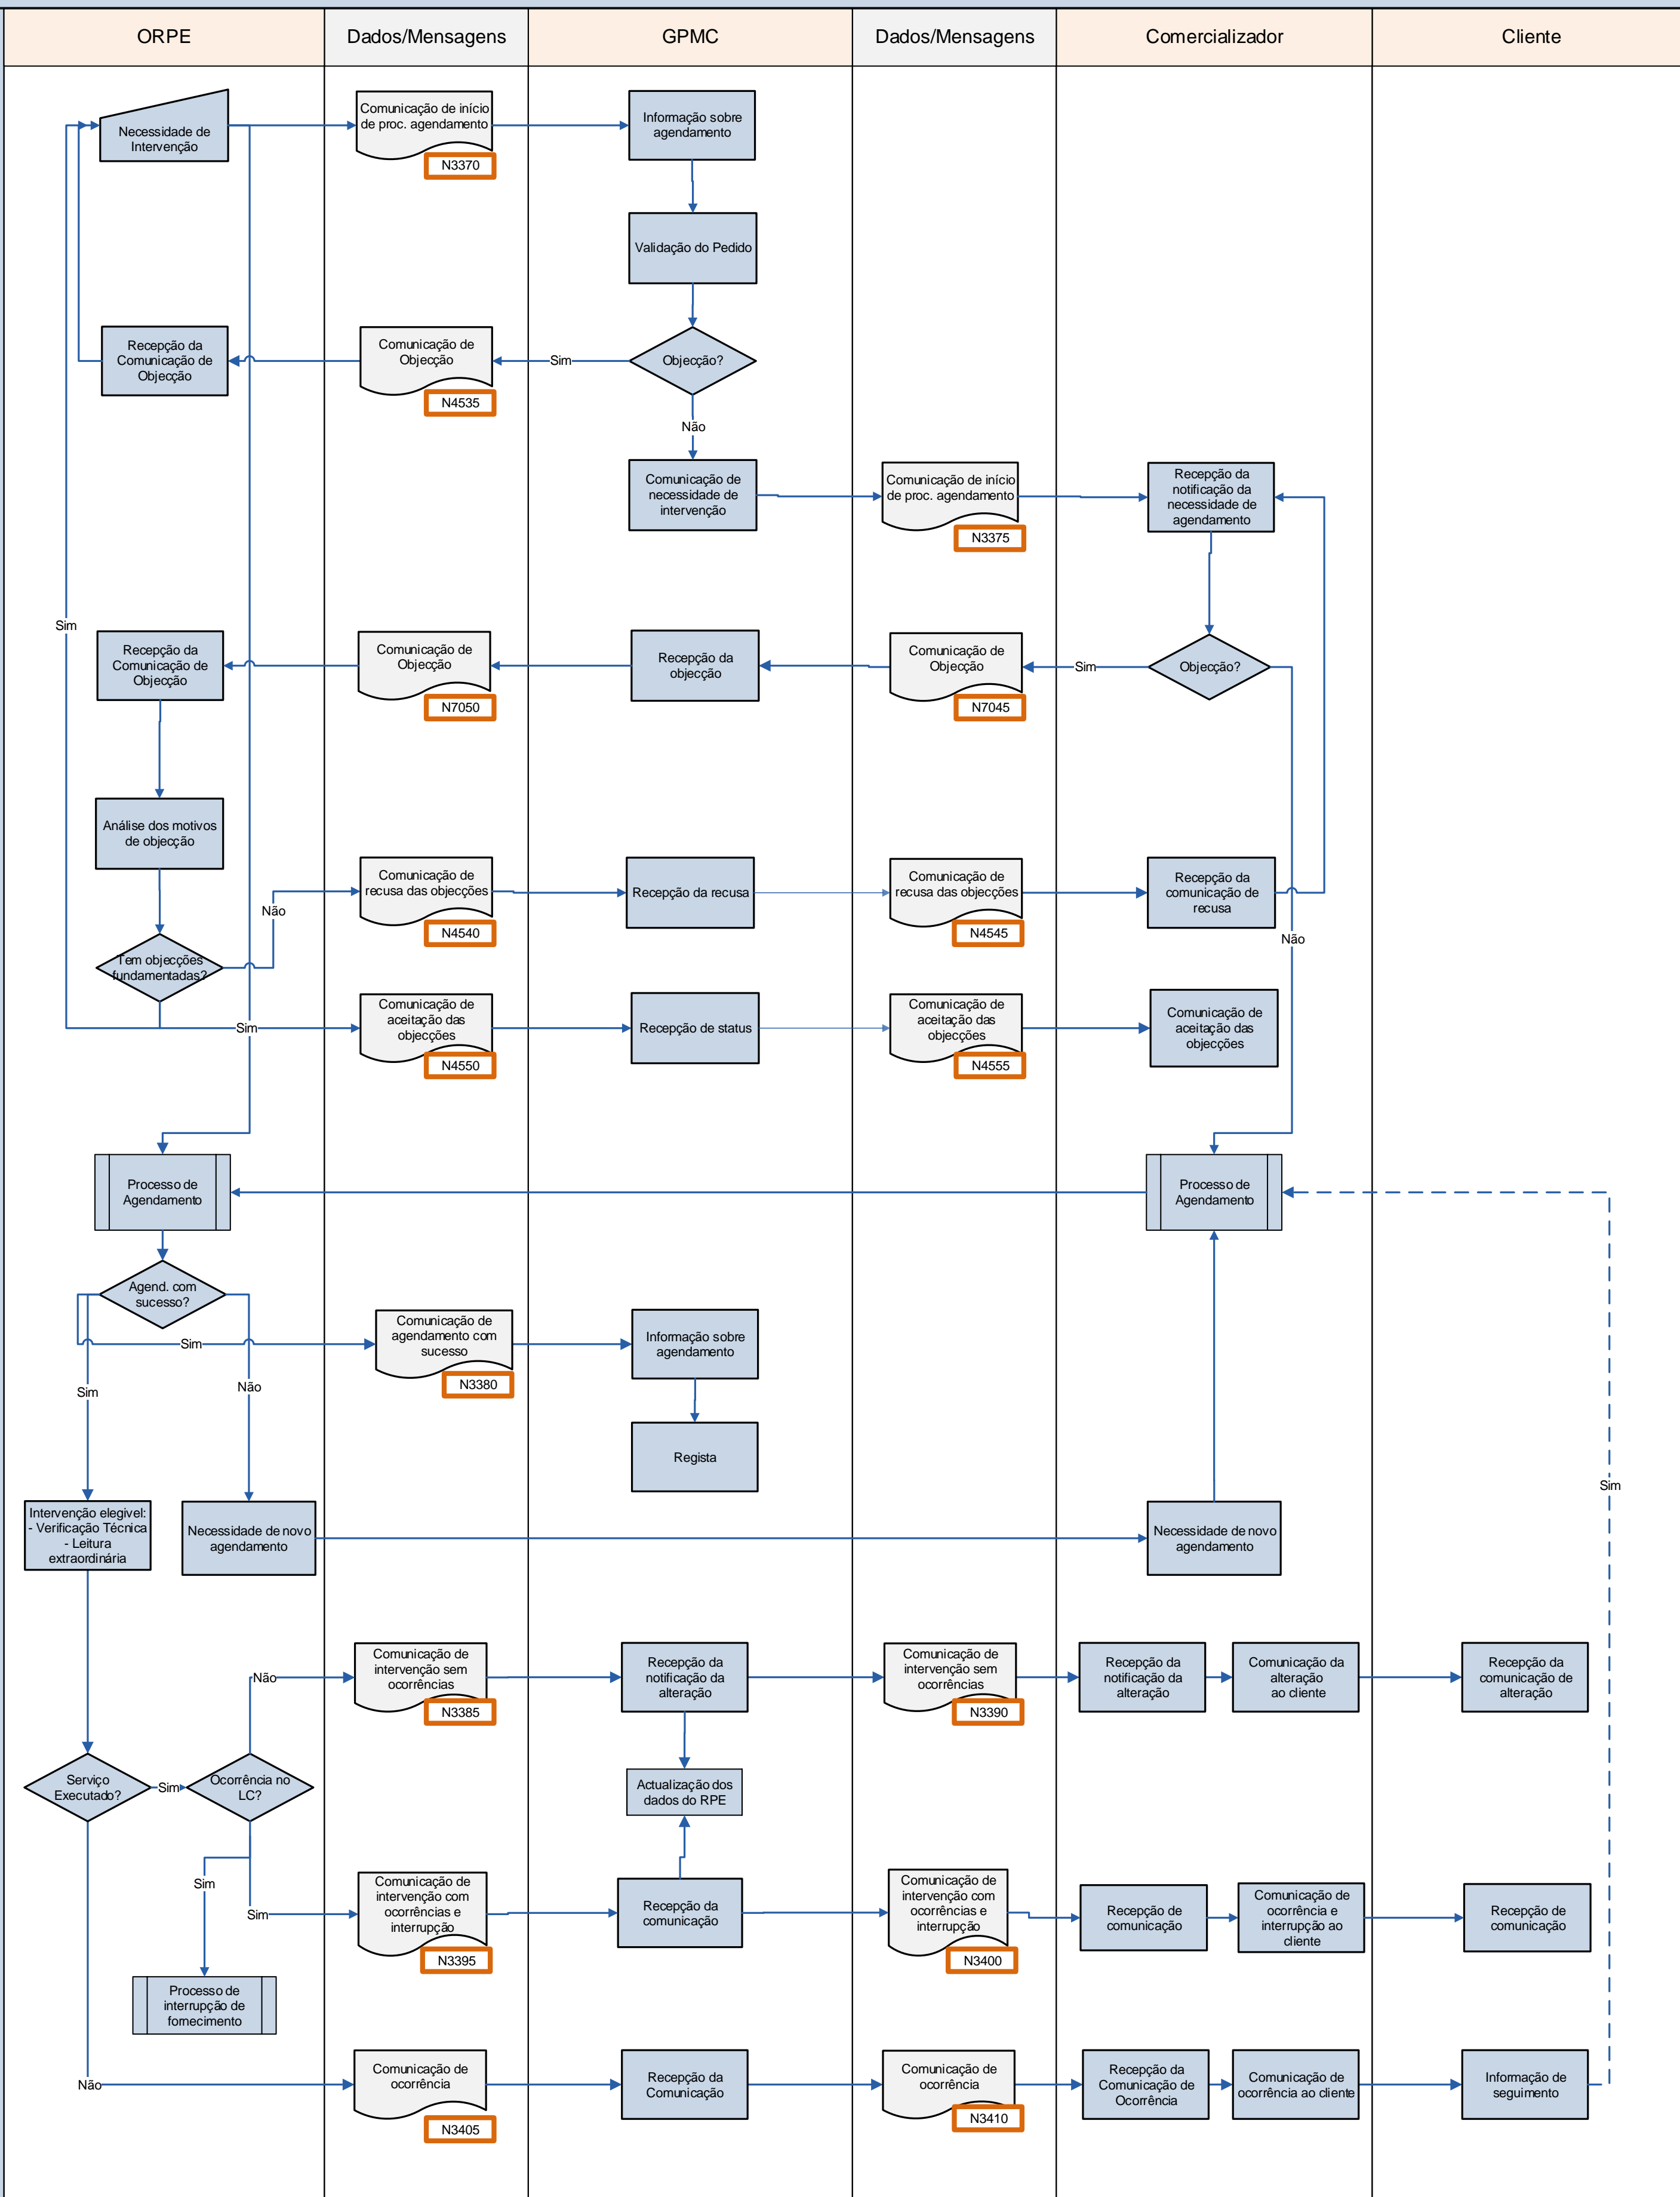 ORPE
Dados/Mensagens
GPMC
Dados/Mensagens
Comercializador
Cliente
Necessidade de
Intervenção
Comunicação de início
de proc. agendamento
N3370
Informação sobre
agendamento
Validação do Pedido
Recepção da
Comunicação de
Objecção
Comunicação de
Objecção
N4535
Sim
Objecção?
Não
Comunicação de
necessidade de
intervenção
Comunicação de início
de proc. agendamento
N3375
Recepção da
notificação da
necessidade de
agendamento
Sim
Recepção da
Comunicação de
Objecção
Comunicação de
Objecção
N7050
Recepção da
objecção
Comunicação de
Objecção
N7045
Sim
Objecção?
Análise dos motivos
de objecção
Não
Comunicação de
recusa das objecções
N4540
Recepção da recusa
Comunicação de
recusa das objecções
N4545
Recepção da
comunicação de
recusa
Não
Tem objecções
fundamentadas?
Sim
Comunicação de
aceitação das
objecções
N4550
Recepção de status
Comunicação de
aceitação das
objecções
N4555
Comunicação de
aceitação das
objecções
Processo de
Agendamento
Processo de
Agendamento
Agend. com
sucesso?
Sim
Sim
Não
Comunicação de
agendamento com
sucesso
N3380
Informação sobre
agendamento
Regista
Sim
Intervenção elegivel:
- Verificação Técnica
- Leitura
extraordinária
Necessidade de novo
agendamento
Necessidade de novo
agendamento
Não
Comunicação de
intervenção sem
ocorrências
N3385
Recepção da
notificação da
alteração
Comunicação de
intervenção sem
ocorrências
N3390
Recepção da
notificação da
alteração
Comunicação da
alteração
ao cliente
Recepção da
comunicação de
alteração
Serviço
Executado?
Sim
Ocorrência no
LC?
Actualização dos
dados do RPE
Sim
Sim
Comunicação de
intervenção com
ocorrências e
interrupção
N3395
Recepção da
comunicação
Comunicação de
intervenção com
ocorrências e
interrupção
N3400
Recepção de
comunicação
Comunicação de
ocorrência e
interrupção ao
cliente
Recepção de
comunicação
Processo de
interrupção de
fornecimento
Não
Comunicação de
ocorrência
N3405
Recepção da
Comunicação
Comunicação de
ocorrência
N3410
Recepção da
Comunicação de
Ocorrência
Comunicação de
ocorrência ao cliente
Informação de
seguimento